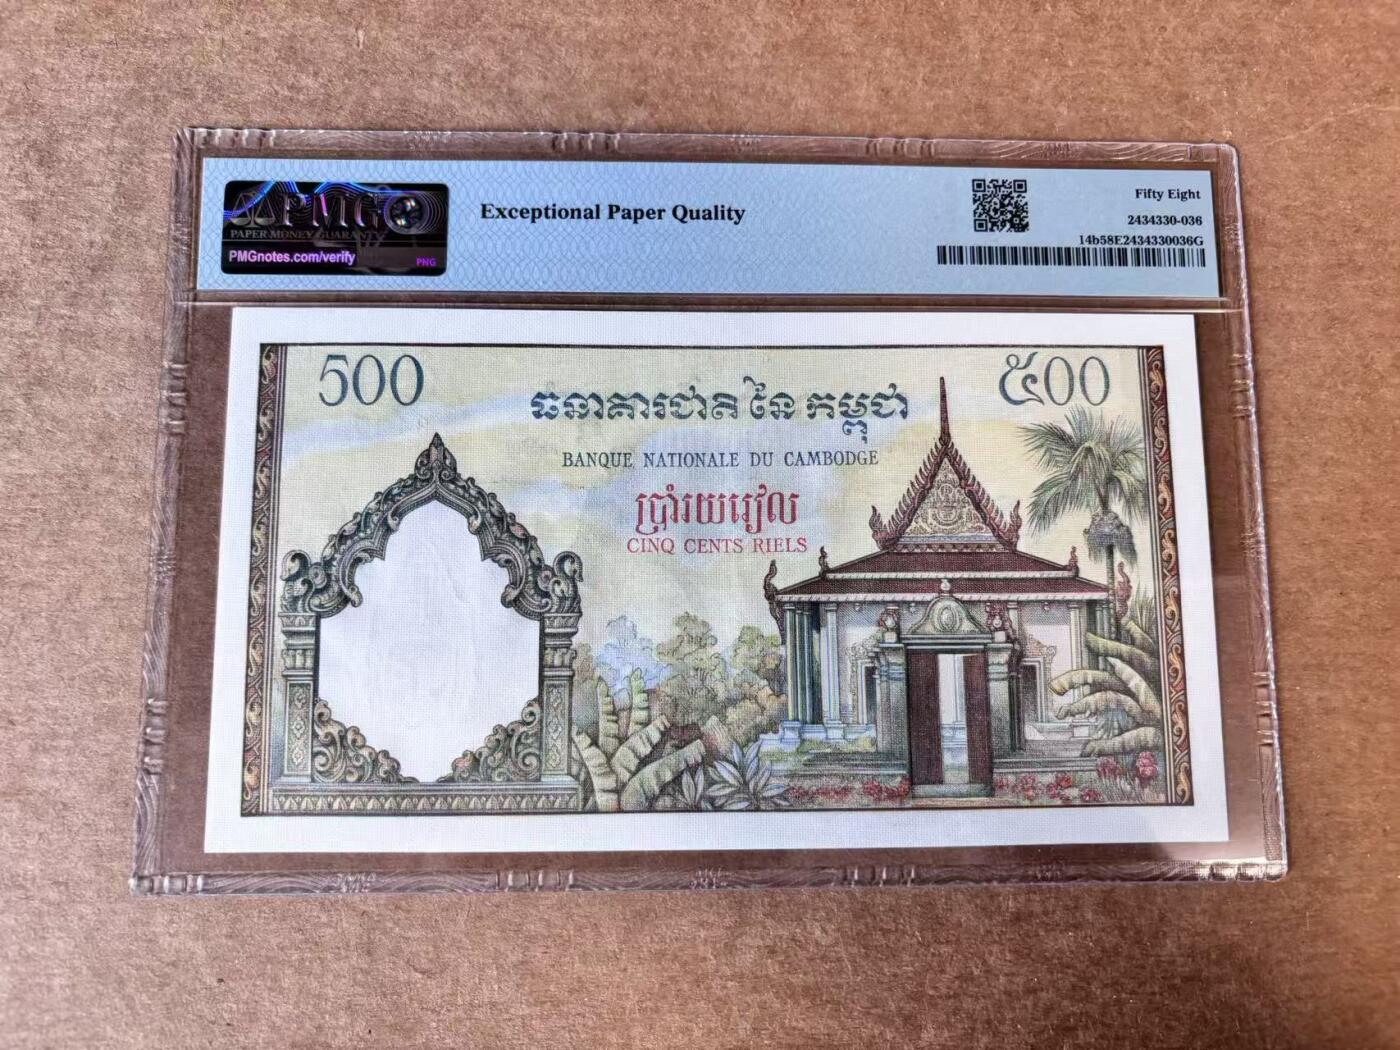 PMG
PAPER MONEY GUARANTY
PMGnotes.com/verify
PNG
Exceptional Paper Quality
Fifty Eight
2434330-036
14b58E2434330036G
500
៥00
ធនាគារជាតិ នៃ កម្ពុជា
BANQUE NATIONALE DU CAMBODGE
ប្រាំរយរៀល
CINQ CENTS RIELS